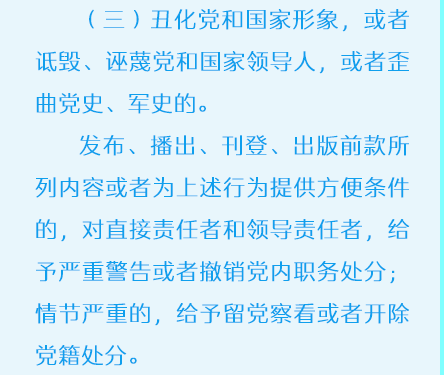 （三）丑化党和国家形象，或者
诋毁、诬蔑党和国家领导人，或者歪
曲党史、军史的。
发布、播出、刊登、出版前款所
列内容或者为上述行为提供方便条件
的，对直接责任者和领导责任者，给
予严重警告或者撤销党内职务处分；
情节严重的，给予留党察看或者开除
党籍处分。